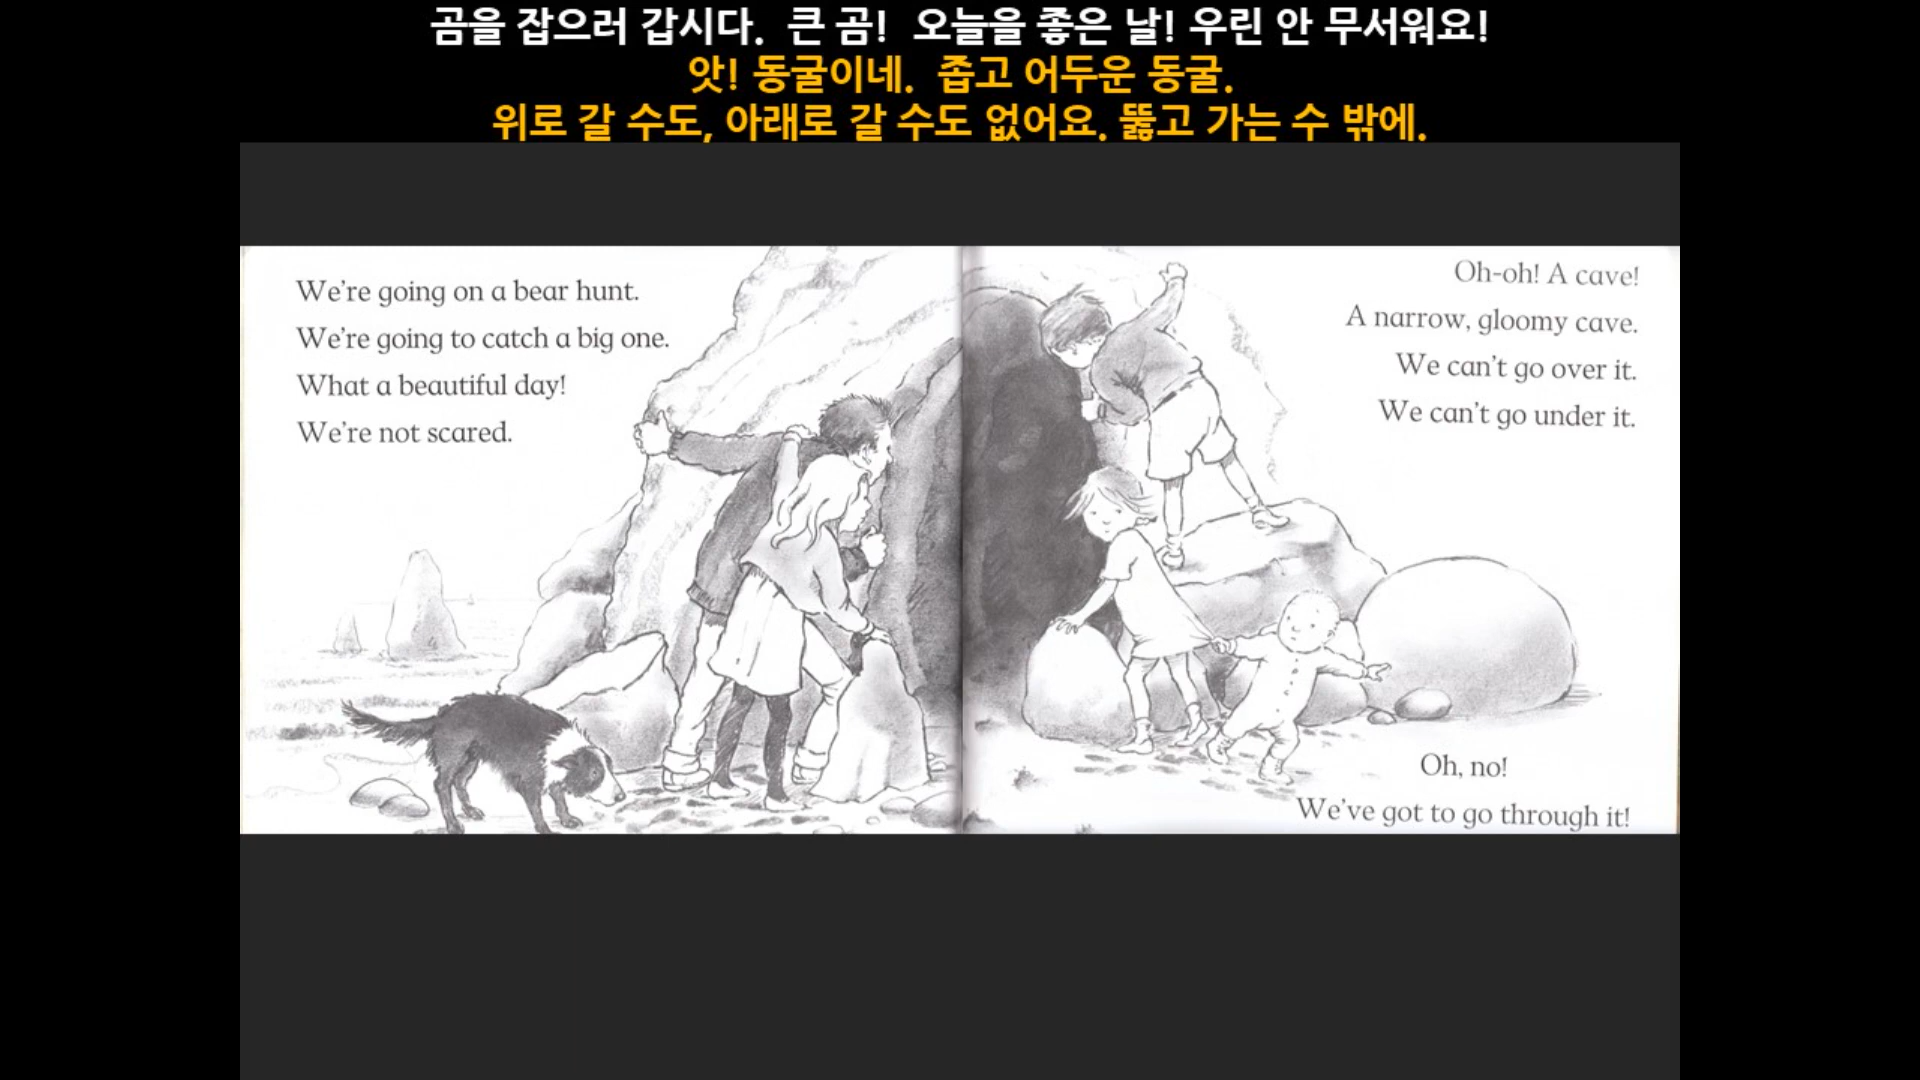 곰을 잡으러 갑시다.  큰 곰!  오늘을 좋은 날! 우린 안 무서워요!
앗! 동굴이네.  좁고 어두운 동굴.
위로 갈 수도, 아래로 갈 수도 없어요. 뚫고 가는 수 밖에.
We're going on a bear hunt.
We're going to catch a big one.
What a beautiful day!
We're not scared.
Oh-oh! A cave!
A narrow, gloomy cave.
We can't go over it.
We can't go under it.
Oh, no!
We've got to go through it!